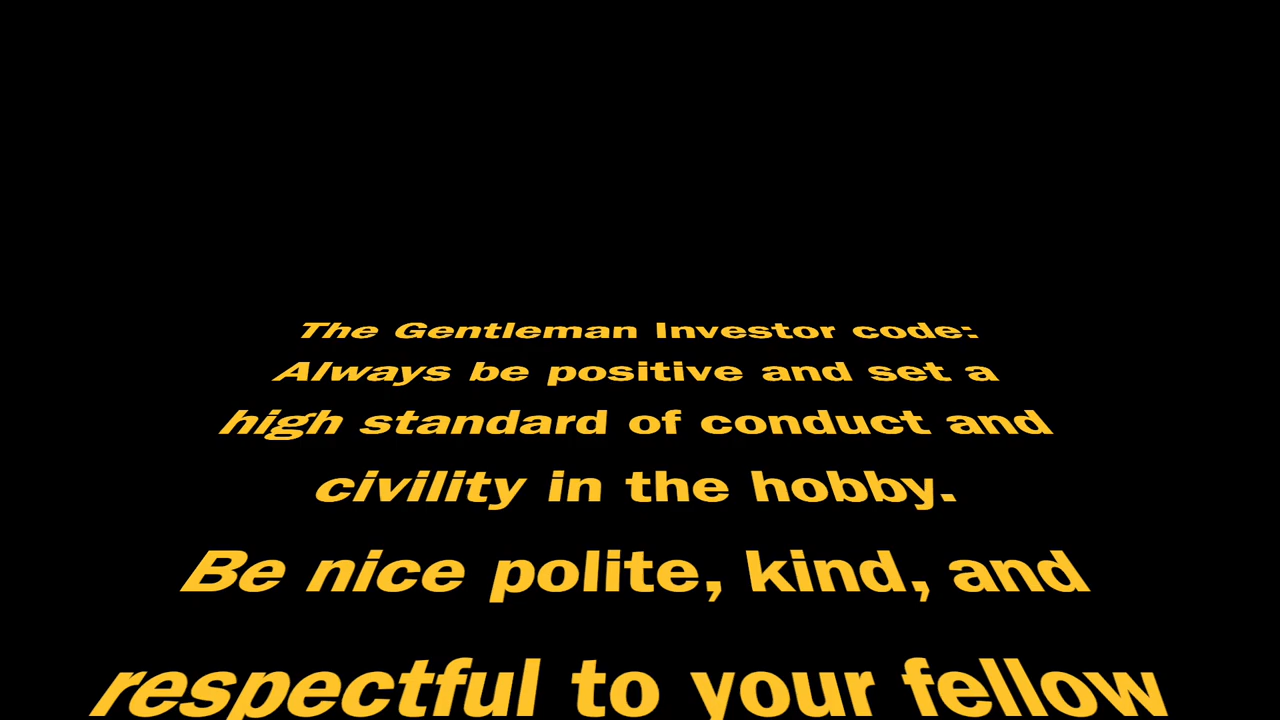 The Gentleman Investor code:
Always be positive and set a
high standard of conduct and
civility in the hobby.
Be nice polite, kind, and
respectful to your fellow